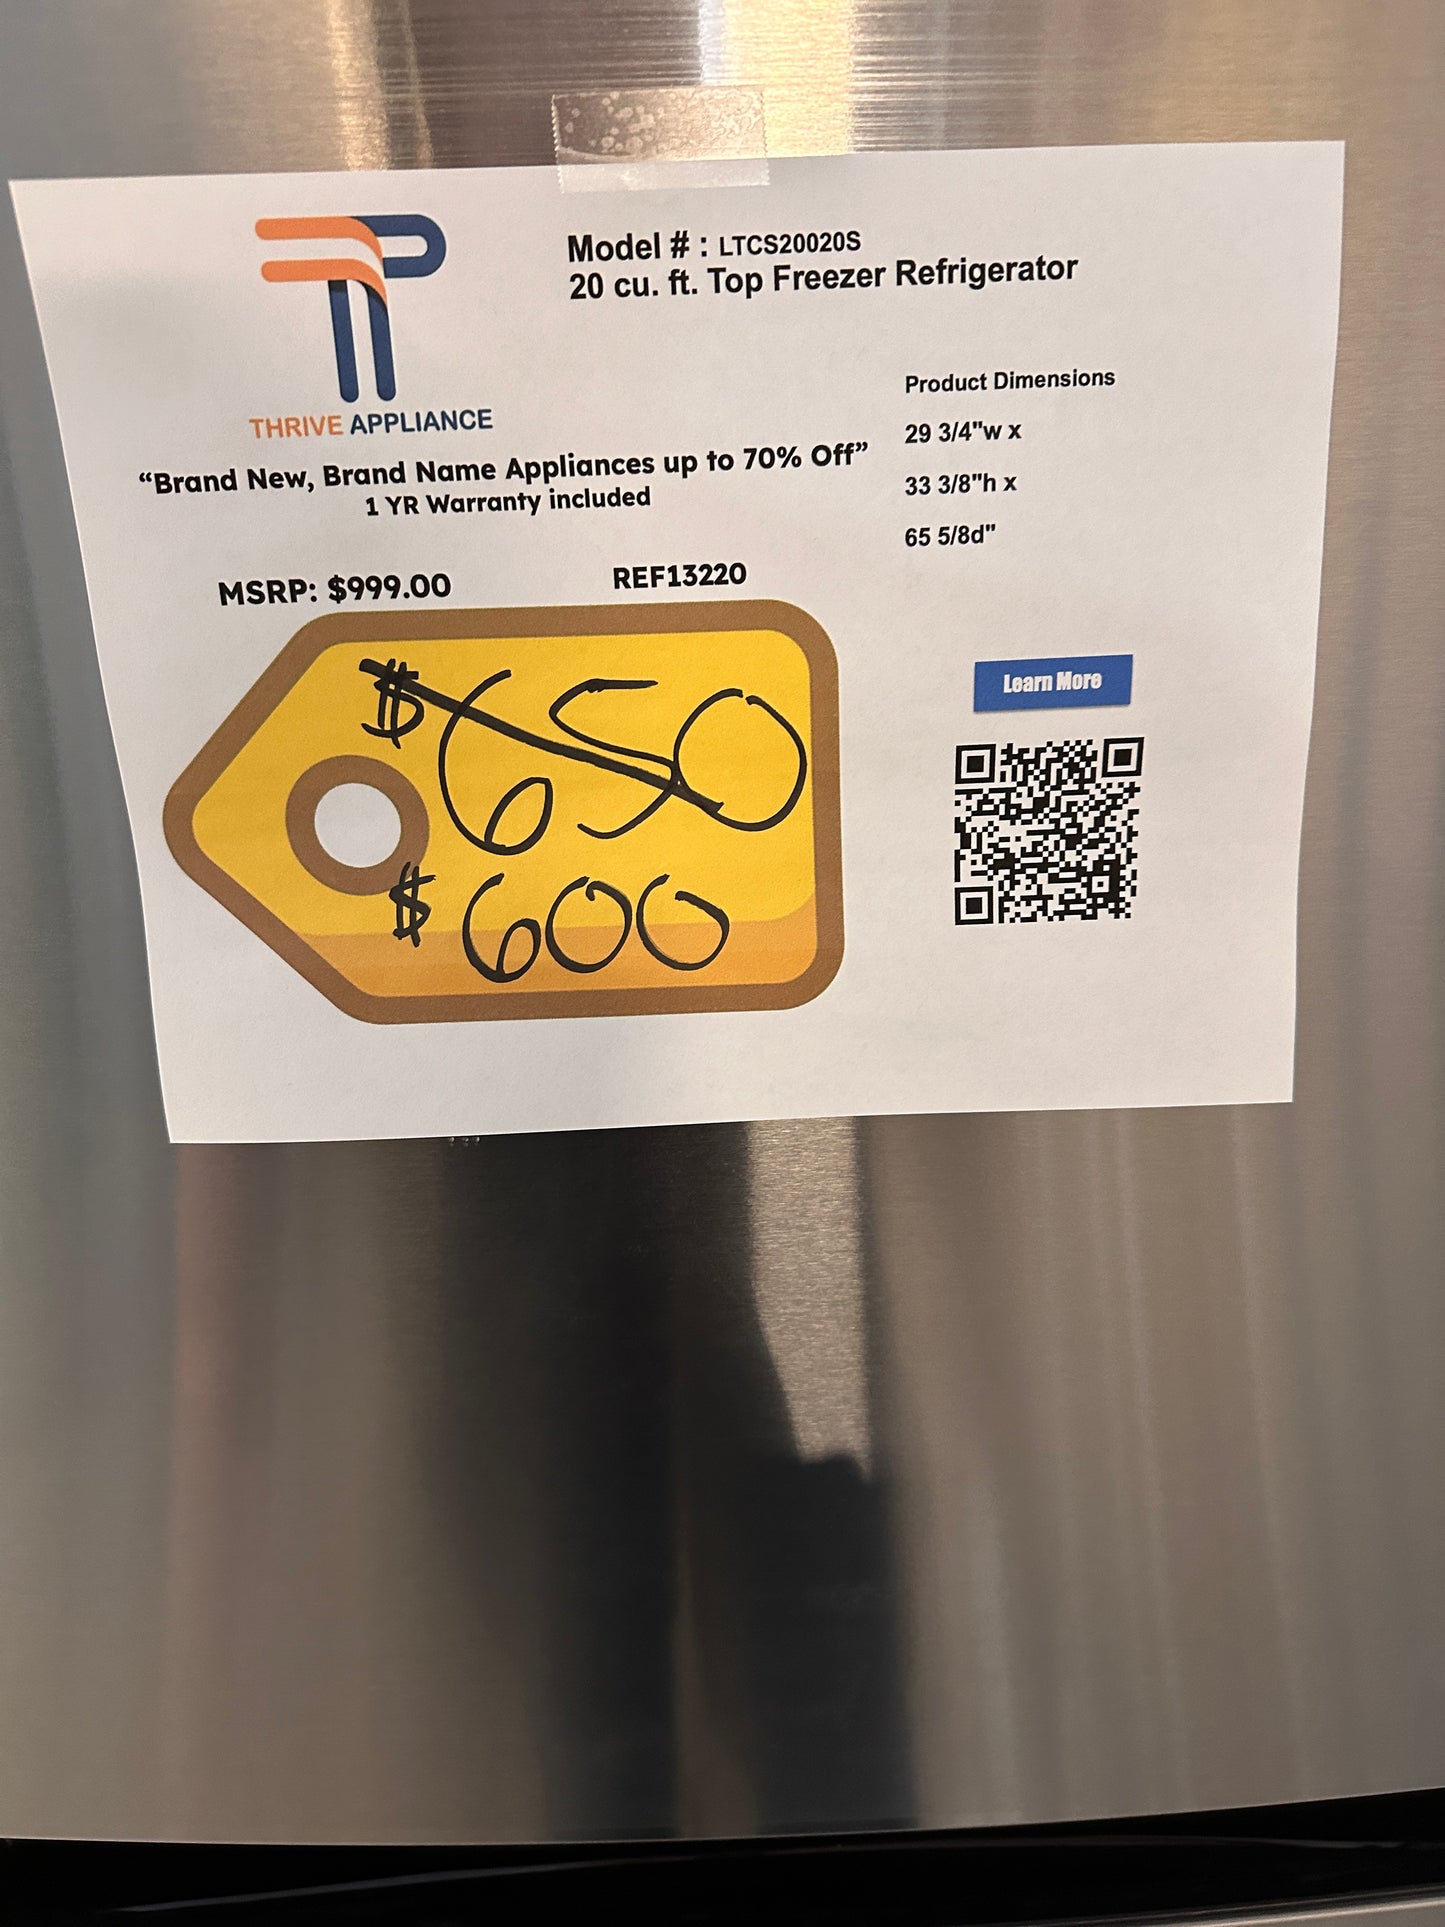 Model # : LTCS20020S
20 cu. ft. Top Freezer Refrigerator
THRIVE APPLIANCE
“Brand New, Brand Name Appliances up to 70% Off”
1 YR Warranty included
Product Dimensions
29 3/4"w x
33 3/8"h x
65 5/8d"
MSRP: $999.00
REF13220
$650
$600
Learn More